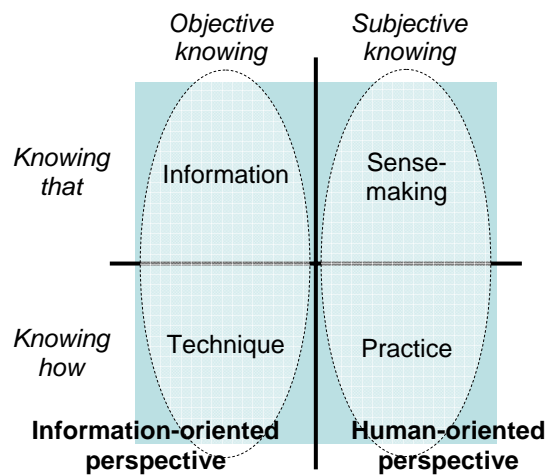 Objective knowing
Subjective knowing
Knowing that
Information
Sense-
making
Knowing how
Technique
Practice
Information-oriented
perspective
Human-oriented
perspective